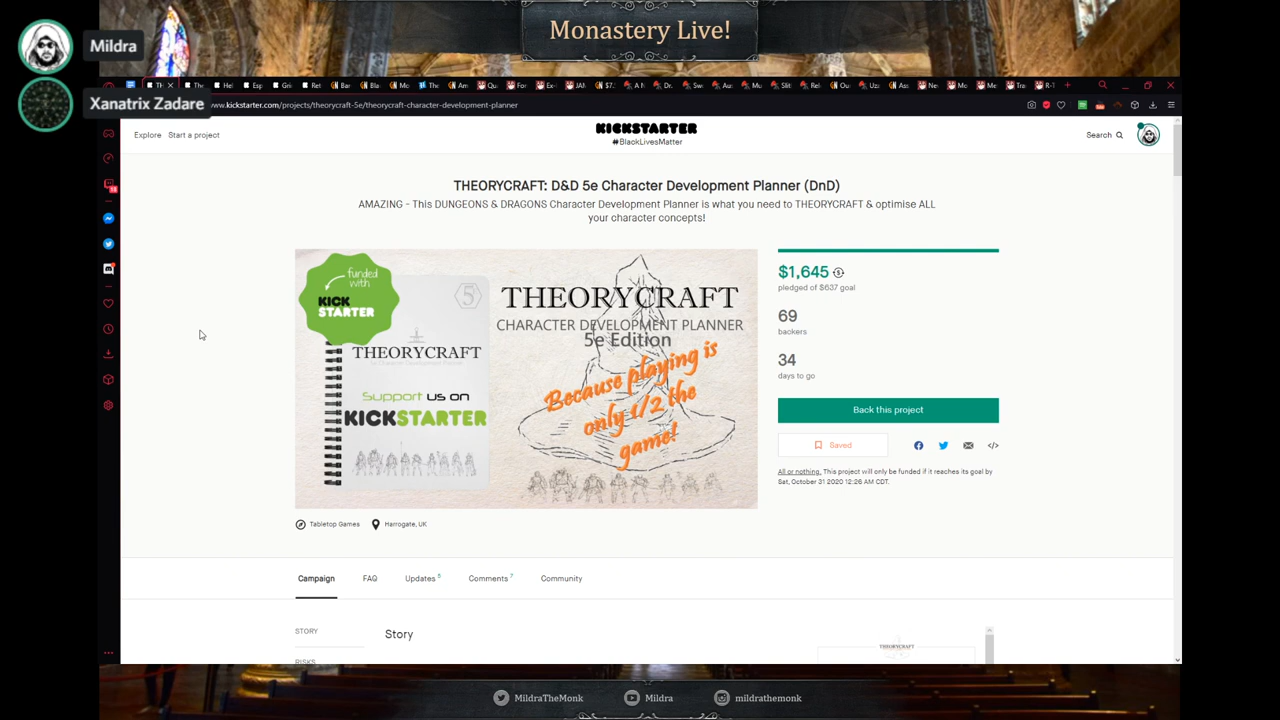 Monastery Live!
Mildra
Xanatrix Zadare
www.kickstarter.com/projects/theorycraft-5e/theorycraft-character-development-planner
Explore Start a project
KICKSTARTER
#BlackLivesMatter
Search
THEORYCRAFT: D&D 5e Character Development Planner (DnD)
AMAZING - This DUNGEONS & DRAGONS Character Development Planner is what you need to THEORYCRAFT & optimise ALL
your character concepts!
funded
with
KICK
STARTER
5
THEORYCRAFT
Support us on
KICKSTARTER
THEORYCRAFT
CHARACTER DEVELOPMENT PLANNER
5e Edition
Because playing is
only 1/2 the
game!
$1,645
pledged of $637 goal
69
backers
34
days to go
Back this project
Saved
All or nothing. This project will only be funded if it reaches its goal by
Sat, October 31 2020 12:26 AM CDT.
Tabletop Games Harrogate, UK
Campaign FAQ Updates 5 Comments 7 Community
STORY
RISKS
Story
THEORYCRAFT
MildraTheMonk Mildra mildrathemonk